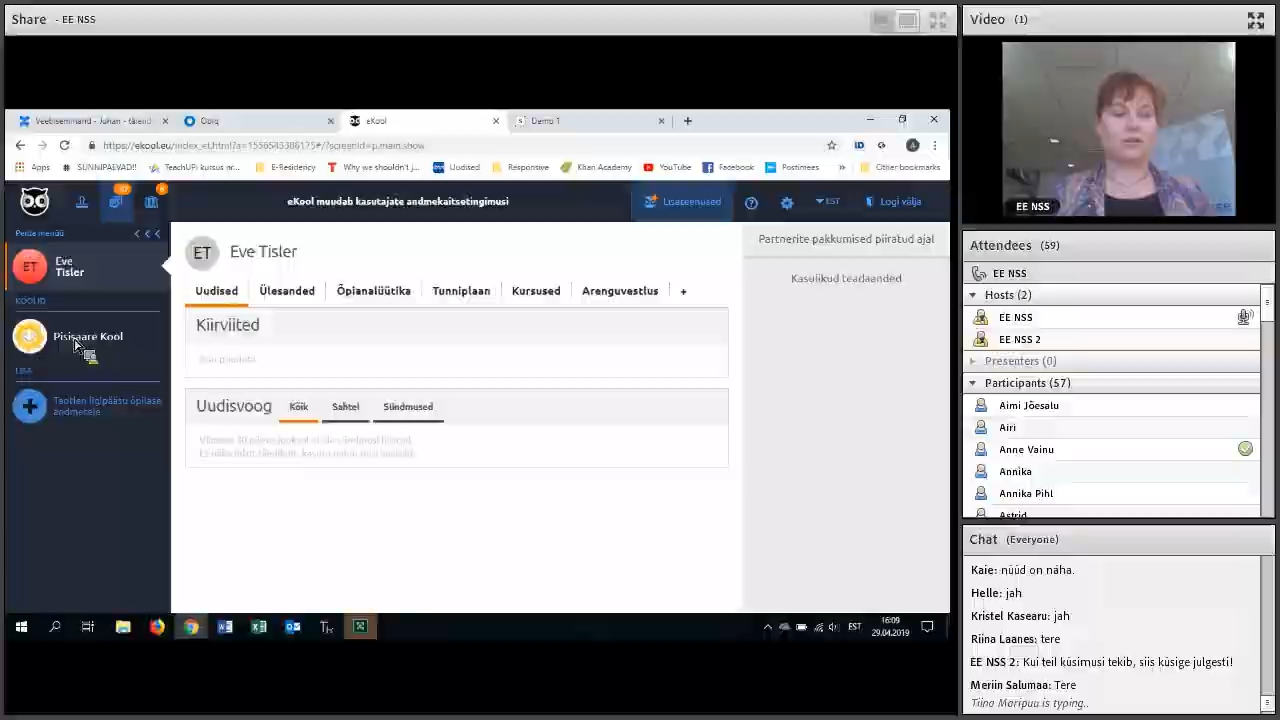 Share - EE NSS
Veebiseminarid - Juhan - täiend
Opiq
eKool
Demo 1
https://ekool.eu/index_et.html?a=1556543386175#/?screenId=p.main.show
Apps
SÜNNIPÄEVAD!!
TeachUP! kursus nr...
E-Residency
Why we shouldn't j...
Uudised
Responsive
Khan Academy
YouTube
Facebook
Postimees
Other bookmarks
eKool muudab kasutajate andmekaitsetingimusi
Lisateenused
EST
Logi välja
Peida menüü
ET
Eve
Tisler
KOOLID
Pisisaare Kool
LISA
Taotlen ligipääsu õpilase
andmetele
ET
Eve Tisler
Uudised
Ülesanded
Õpianalüütika
Tunniplaan
Kursused
Arenguvestlus
+
Kiirviited
Uudisvoog
Kõik
Sahtel
Sündmused
Partnerite pakkumised piiratud ajal
Kasulikud teadaanded
EST
16:09
29.04.2019
Video (1)
EE NSS
Attendees (59)
EE NSS
Hosts (2)
EE NSS
EE NSS 2
Presenters (0)
Participants (57)
Aimi Jõesalu
Airi
Anne Vainu
Annika
Annika Pihl
Astrid
Chat (Everyone)
Kaie: nüüd on näha.
Helle: jah
Kristel Kasearu: jah
Riina Laanes: tere
EE NSS 2: Kui teil küsimusi tekib, siis küsige julgesti!
Meriin Salumaa: Tere
Tiina Maripuu is typing..